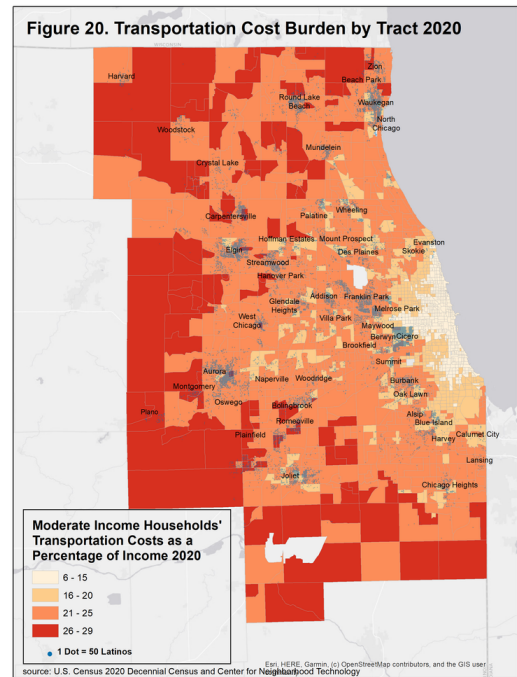 Figure 20. Transportation Cost Burden by Tract 2020
WISCONSIN
Zion
Harvard
Beach Park
Round Lake
Beach
Waukegan
North
Chicago
Woodstock
Mundelein
Crystal Lake
Carpentersville
Palatine
Wheeling
Hoffman Estates
Mount Prospect
Evanston
Elgin
Des Plaines
Skokie
Streamwood
Hanover Park
Glendale
Heights
Addison
Franklin Park
Melrose Park
West
Chicago
Villa Park
Maywood
Berwyn
Cicero
Brookfield
Summit
Aurora
Naperville
Woodridge
Burbank
Montgomery
Oak Lawn
Plano
Oswego
Bolingbrook
Alsip
Romeoville
Blue Island
Plainfield
Harvey
Calumet City
Lansing
Joliet
Chicago Heights
Moderate Income Households'
Transportation Costs as a
Percentage of Income 2020
6 - 15
16 - 20
21 - 25
26 - 29
1 Dot = 50 Latinos
Esri, HERE, Garmin, (c) OpenStreetMap contributors, and the GIS user
source: U.S. Census 2020 Decennial Census and Center for Neighborhood Technology